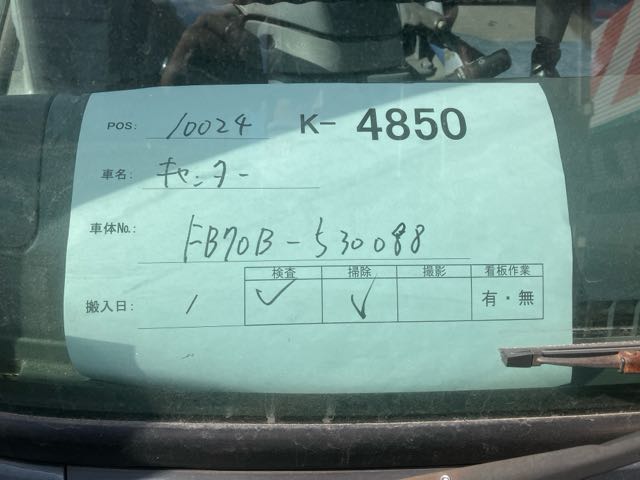 POS: 10024 K- 4850
車名: キャンター
車体No.: FB70B-530088
検査 掃除 撮影 看板作業
搬入日: / ✓ ✓ 有・無